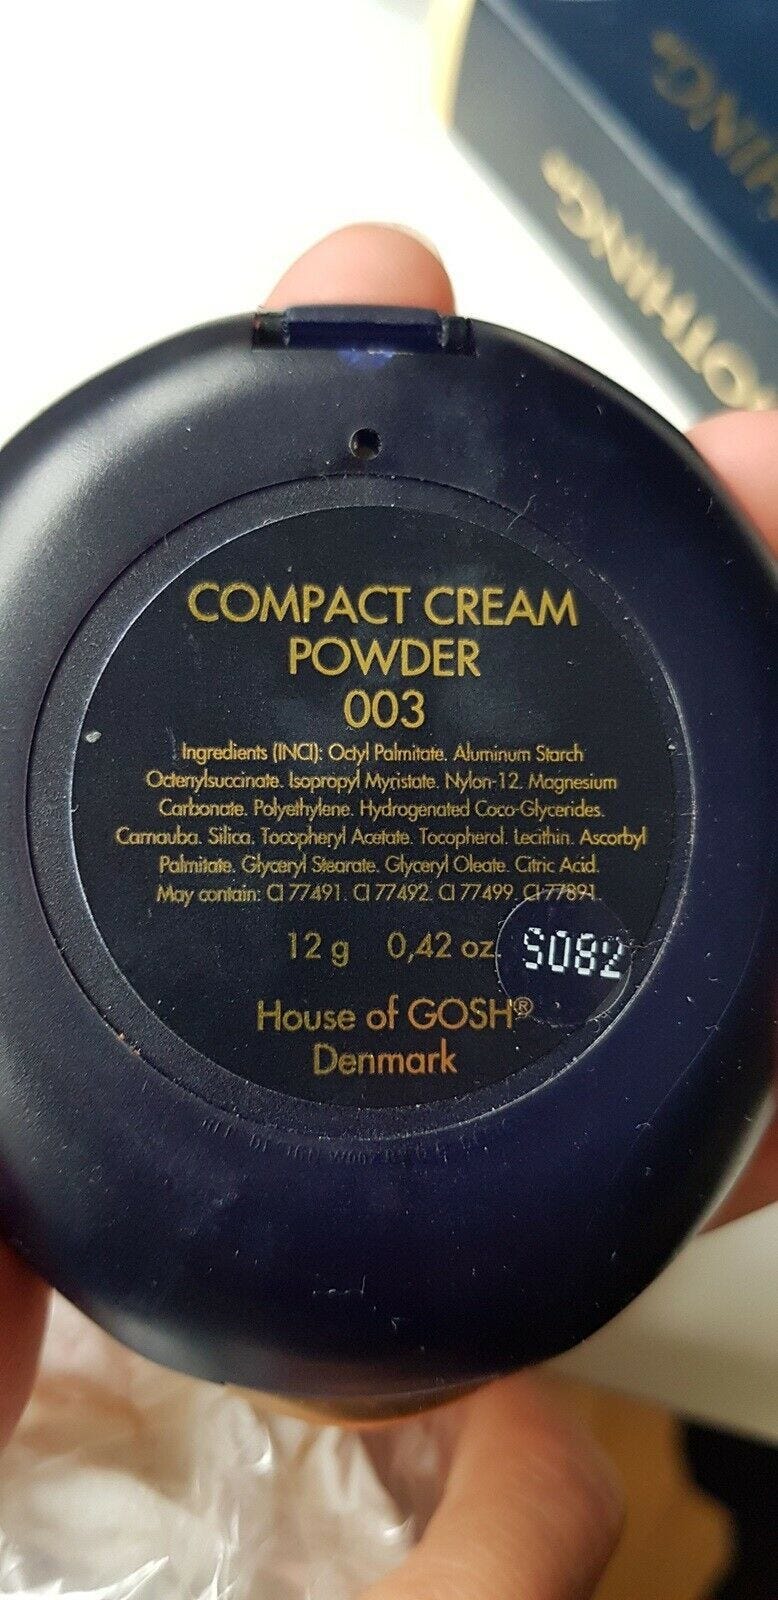 HING®
NOTHING®
COMPACT CREAM
POWDER
003
Ingredients (INCI): Octyl Palmitate. Aluminum Starch
Octenylsuccinate. Isopropyl Myristate. Nylon-12. Magnesium
Carbonate. Polyethylene. Hydrogenated Coco-Glycerides.
Carnauba. Silica. Tocopheryl Acetate. Tocopherol. Lecithin. Ascorbyl
Palmitate. Glyceryl Stearate. Glyceryl Oleate. Citric Acid.
May contain: CI 77491. CI 77492. CI 77499. CI 77891.
12 g 0,42 oz. S082
House of GOSH®
Denmark